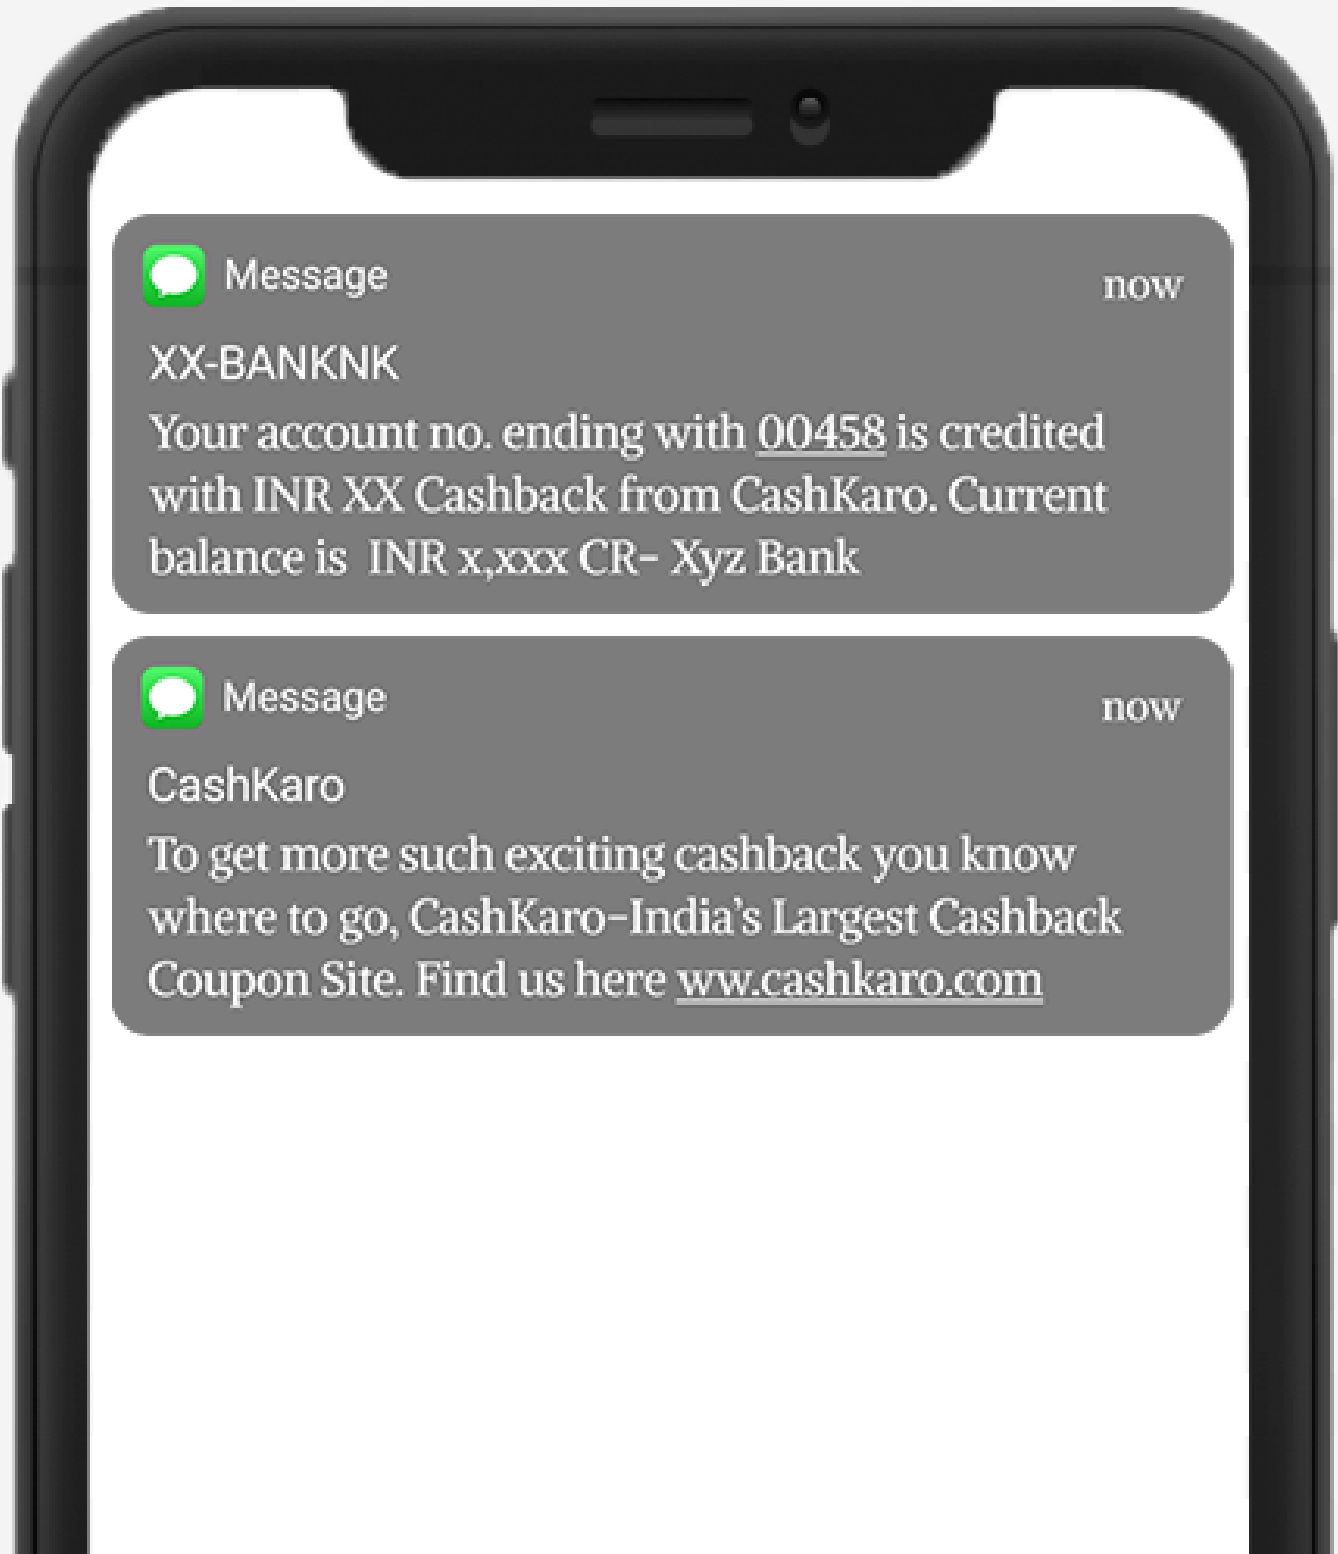 Message
now
XX-BANKNK
Your account no. ending with 00458 is credited
with INR XX Cashback from CashKaro. Current
balance is  INR x,xxx CR- Xyz Bank
Message
now
CashKaro
To get more such exciting cashback you know
where to go, CashKaro-India’s Largest Cashback
Coupon Site. Find us here ww.cashkaro.com